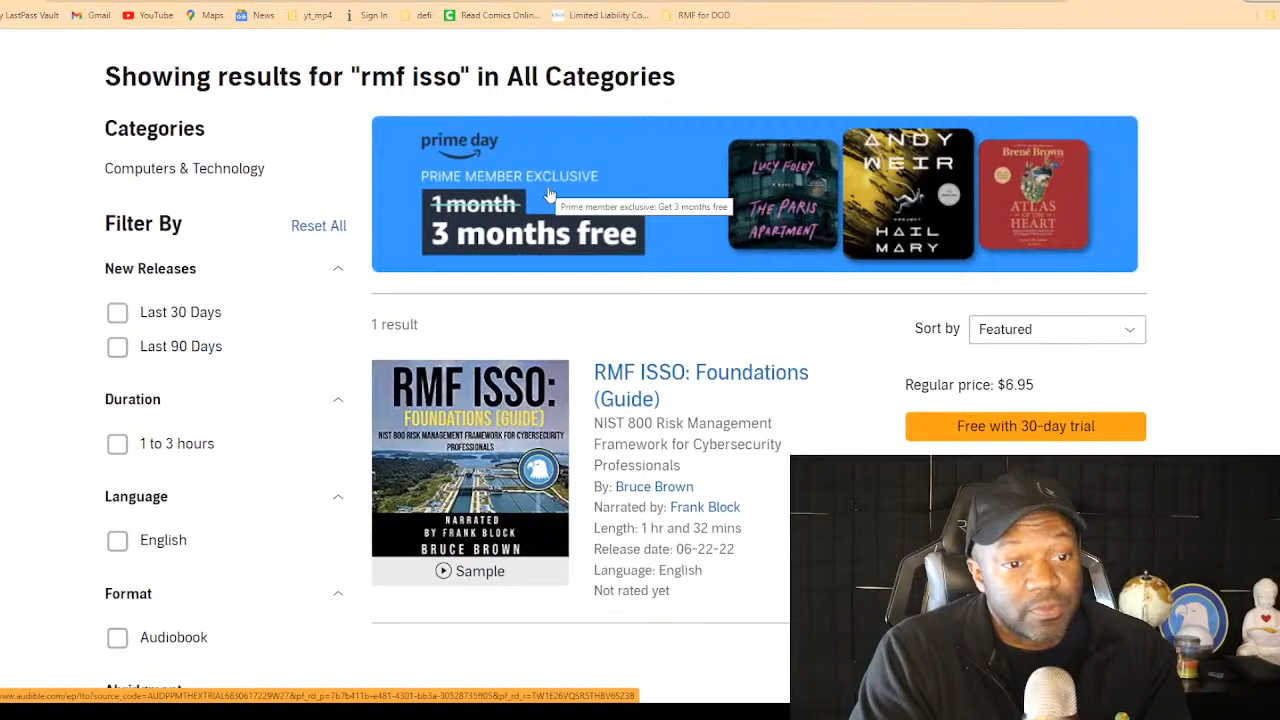 LastPass Vault
Gmail
YouTube
Maps
News
yt_mp4
Sign In
defi
Read Comics Onlin...
Limited Liability Co...
RMF for DOD
Showing results for "rmf isso" in All Categories
Categories
Computers & Technology
Filter By
Reset All
New Releases
Last 30 Days
Last 90 Days
Duration
1 to 3 hours
Language
English
Format
Audiobook
prime day
PRIME MEMBER EXCLUSIVE
1 month
3 months free
Prime member exclusive: Get 3 months free
LUCY FOLEY
A NOVEL
THE PARIS
APARTMENT
ANDY
WEIR
PROJECT
HAIL
MARY
Brené Brown
ATLAS
OF THE
HEART
1 result
Sort by
Featured
RMF ISSO:
FOUNDATIONS (GUIDE)
NIST 800 RISK MANAGEMENT FRAMEWORK FOR CYBERSECURITY
PROFESSIONALS
NARRATED
BY FRANK BLOCK
BRUCE BROWN
Sample
RMF ISSO: Foundations
(Guide)
NIST 800 Risk Management
Framework for Cybersecurity
Professionals
By: Bruce Brown
Narrated by: Frank Block
Length: 1 hr and 32 mins
Release date: 06-22-22
Language: English
Not rated yet
Regular price: $6.95
Free with 30-day trial